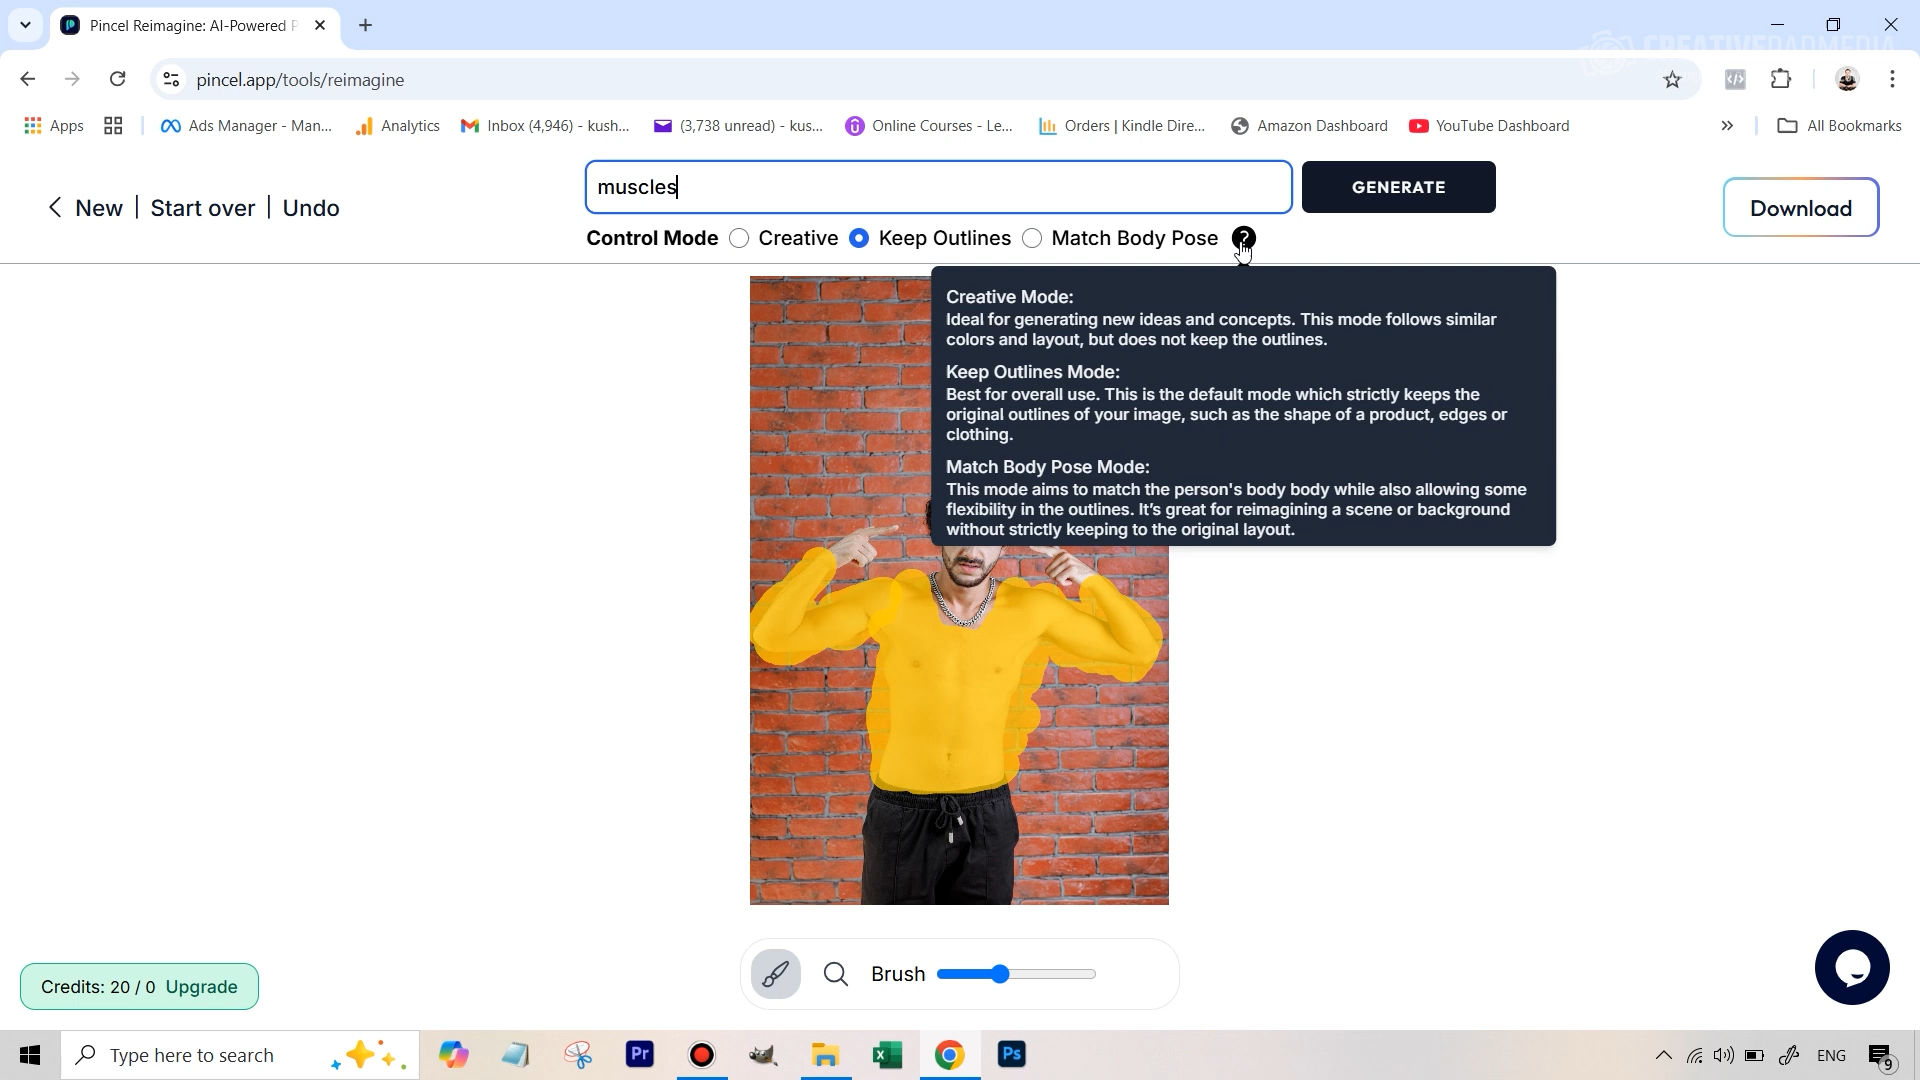 Pincel Reimagine: AI-Powered P
CREATIVEDADMEDIA
pincel.app/tools/reimagine
Apps
Ads Manager - Man...
Analytics
Inbox (4,946) - kush...
(3,738 unread) - kus...
Online Courses - Le...
Orders | Kindle Dire...
Amazon Dashboard
YouTube Dashboard
»
All Bookmarks
muscles
GENERATE
New | Start over | Undo
Download
Control Mode Creative Keep Outlines Match Body Pose ?
Creative Mode:
Ideal for generating new ideas and concepts. This mode follows similar
colors and layout, but does not keep the outlines.
Keep Outlines Mode:
Best for overall use. This is the default mode which strictly keeps the
original outlines of your image, such as the shape of a product, edges or
clothing.
Match Body Pose Mode:
This mode aims to match the person's body body while also allowing some
flexibility in the outlines. It's great for reimagining a scene or background
without strictly keeping to the original layout.
Brush
Credits: 20 / 0 Upgrade
Type here to search
Pr
Ps
ENG
9